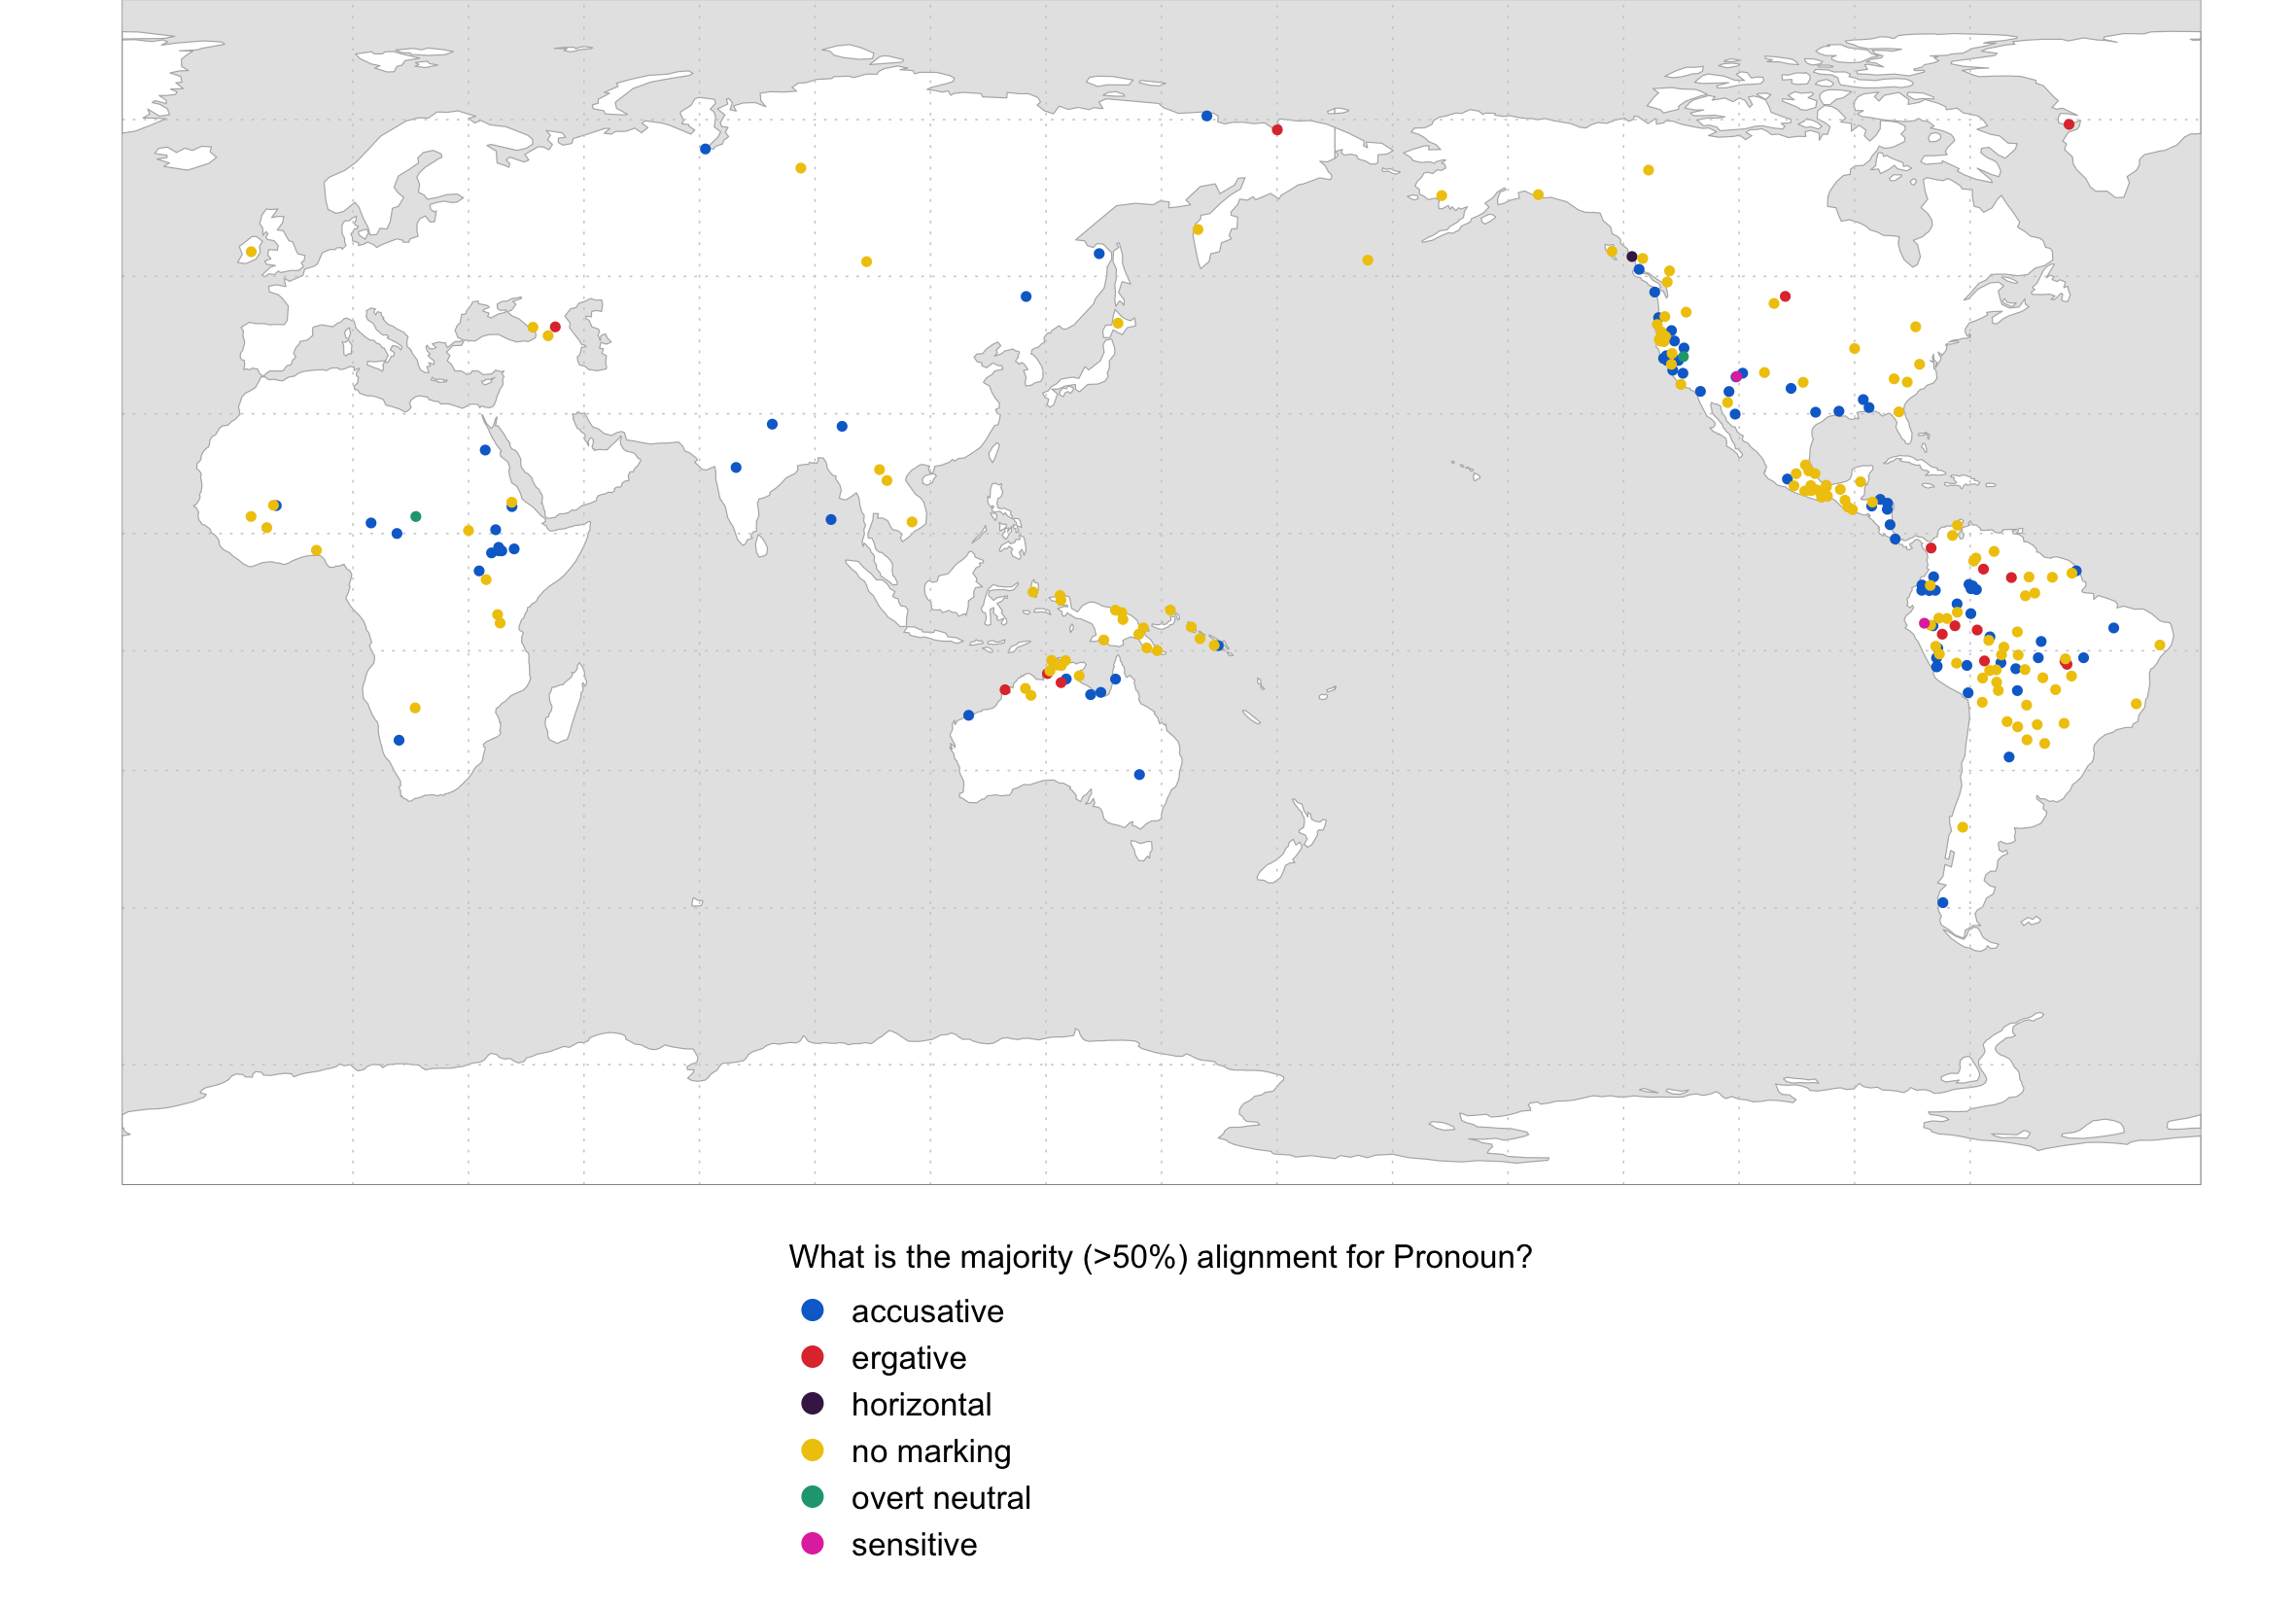 What is the majority (>50%) alignment for Pronoun?
accusative
ergative
horizontal
no marking
overt neutral
sensitive